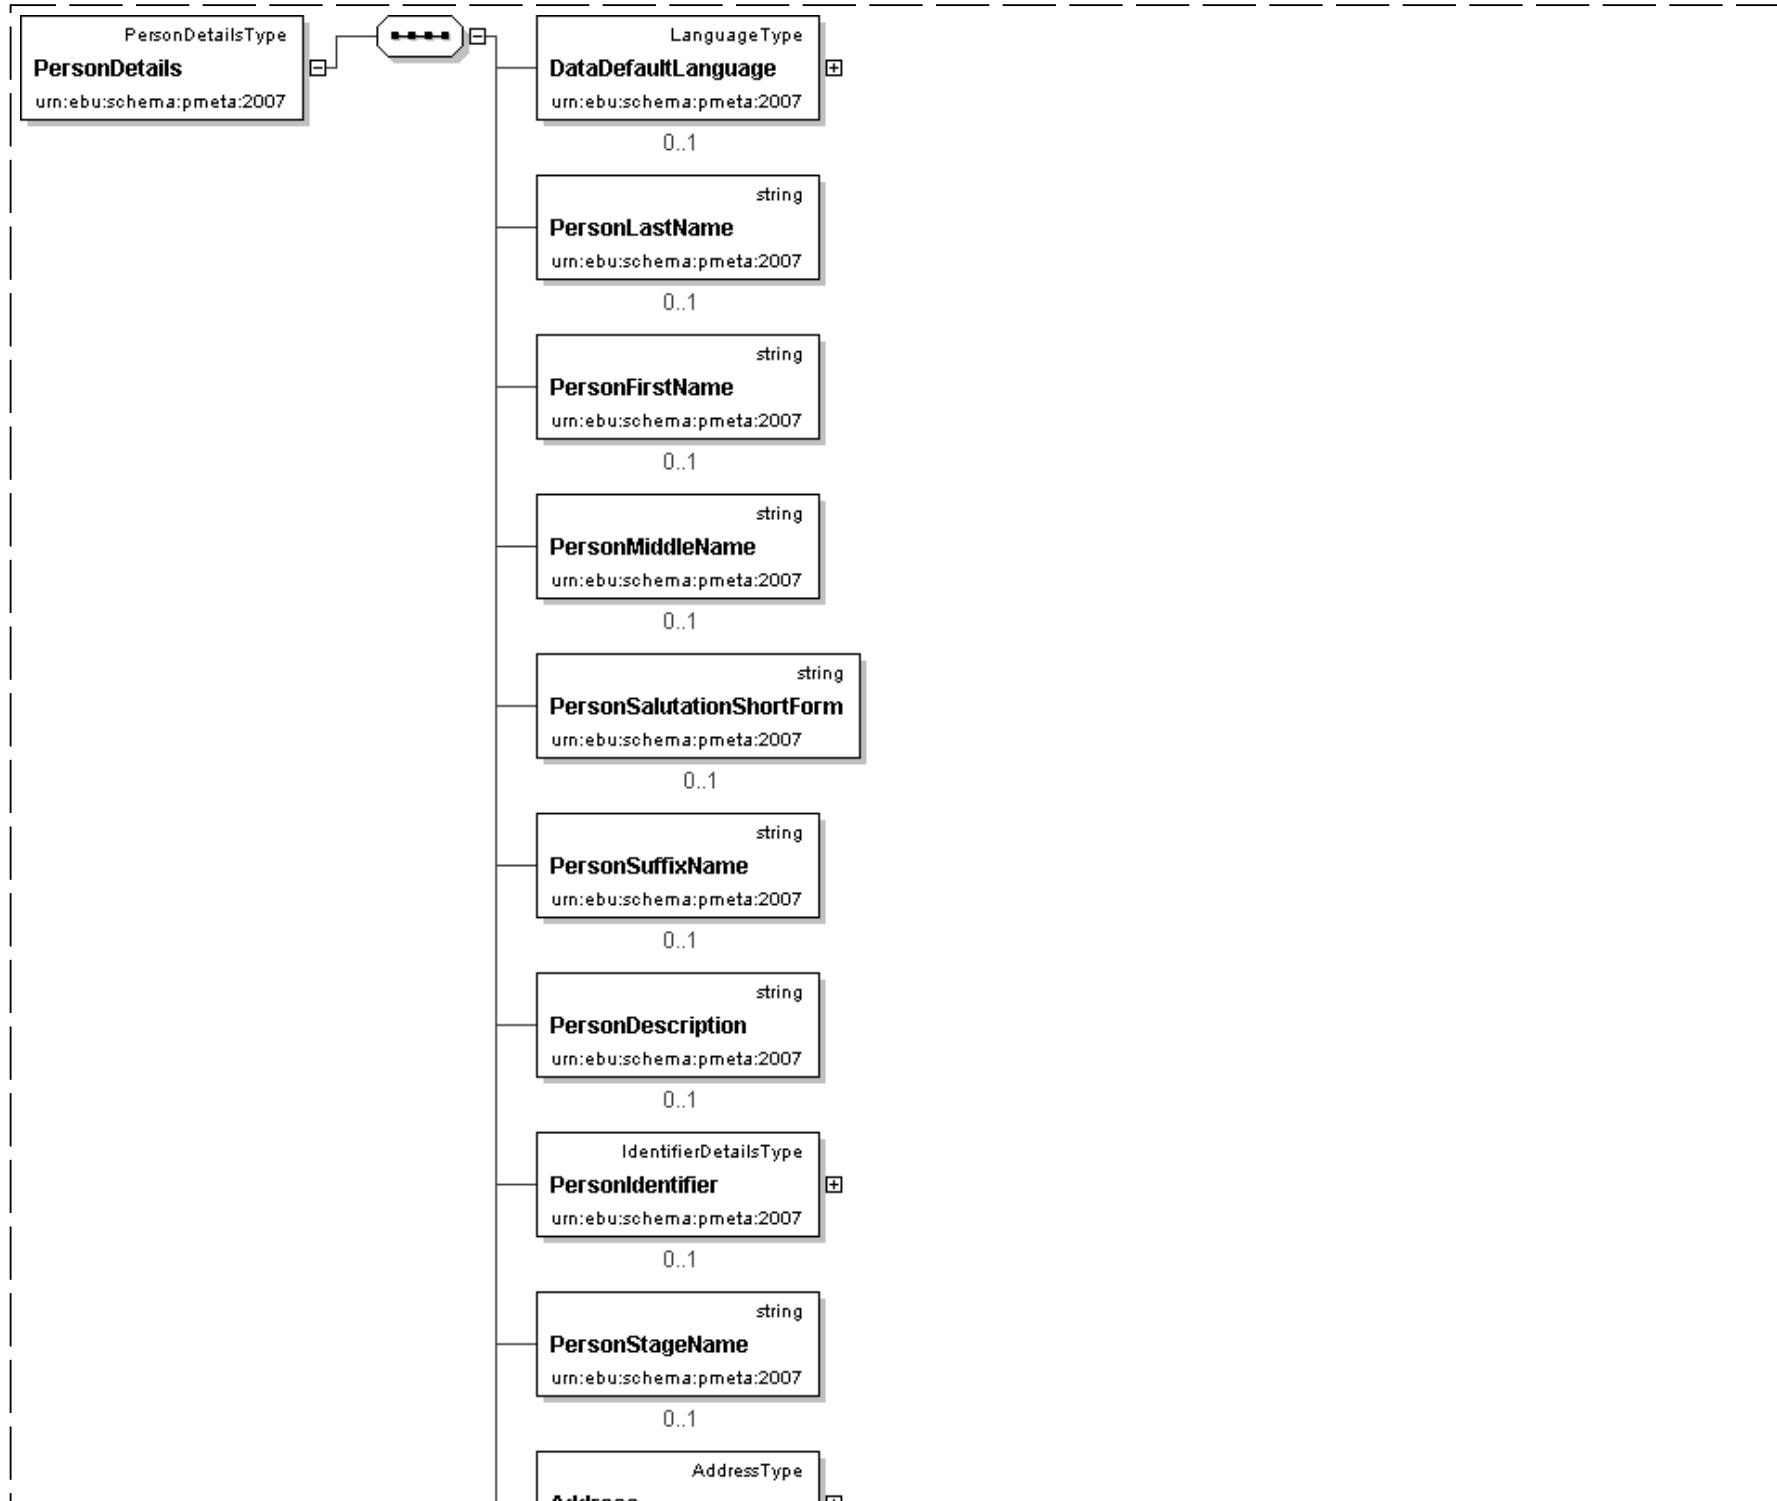 PersonDetailsType
PersonDetails
urn:ebu:schema:pmeta:2007
LanguageType
DataDefaultLanguage
urn:ebu:schema:pmeta:2007
0..1
string
PersonLastName
urn:ebu:schema:pmeta:2007
0..1
string
PersonFirstName
urn:ebu:schema:pmeta:2007
0..1
string
PersonMiddleName
urn:ebu:schema:pmeta:2007
0..1
string
PersonSalutationShortForm
urn:ebu:schema:pmeta:2007
0..1
string
PersonSuffixName
urn:ebu:schema:pmeta:2007
0..1
string
PersonDescription
urn:ebu:schema:pmeta:2007
0..1
IdentifierDetailsType
PersonIdentifier
urn:ebu:schema:pmeta:2007
0..1
string
PersonStageName
urn:ebu:schema:pmeta:2007
0..1
AddressType
Address